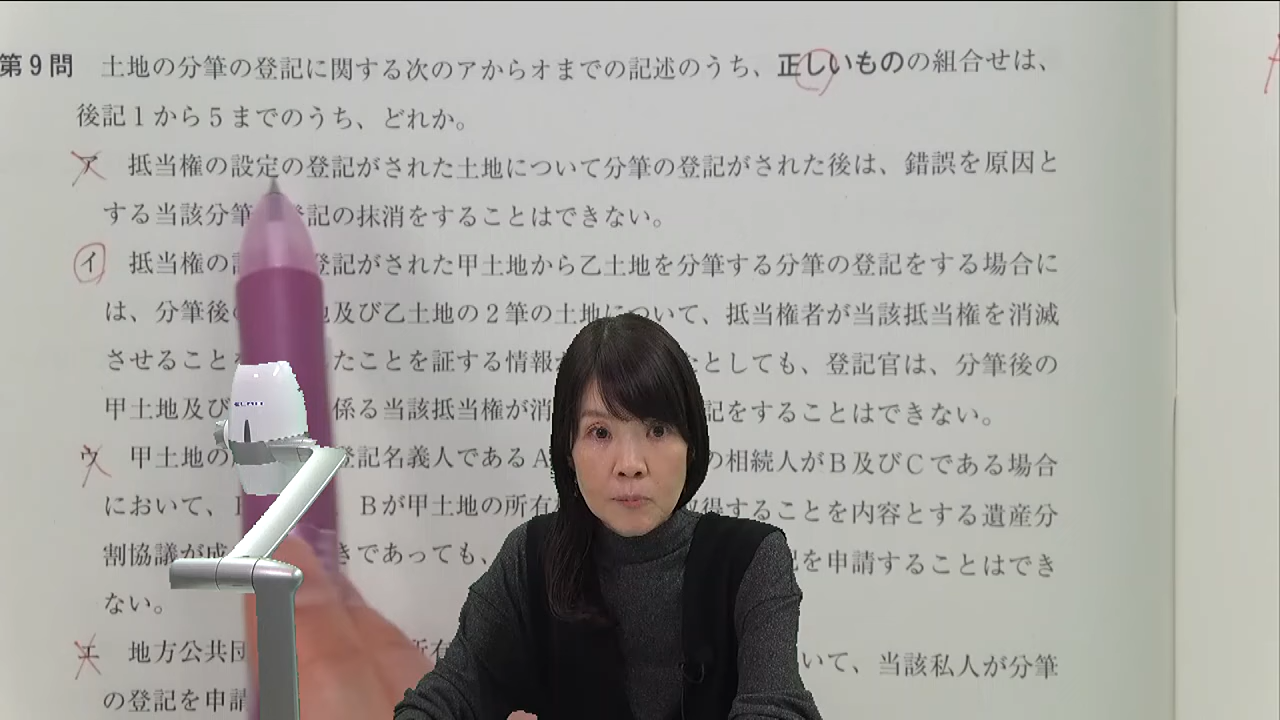 第9問 土地の分筆の登記に関する次のアからオまでの記述のうち、正しいものの組合せは、
後記1から5までのうち、どれか。
ア 抵当権の設定の登記がされた土地について分筆の登記がされた後は、錯誤を原因と
する当該分筆 登記の抹消をすることはできない。
イ 抵当権の 登記がされた甲土地から乙土地を分筆する分筆の登記をする場合に
は、分筆後 及び乙土地の2筆の土地について、抵当権者が当該抵当権を消滅
させること たことを証する情報 たとしても、登記官は、分筆後の
甲土地及び 係る当該抵当権が消 記をすることはできない。
ウ 甲土地の 登記名義人であるA の相続人がB及びCである場合
において、 Bが甲土地の所有 取得することを内容とする遺産分
割協議が成 きであっても、 を申請することはでき
ない。
エ 地方公共団 所有 いて、当該私人が分筆
の登記を申請
ELMO